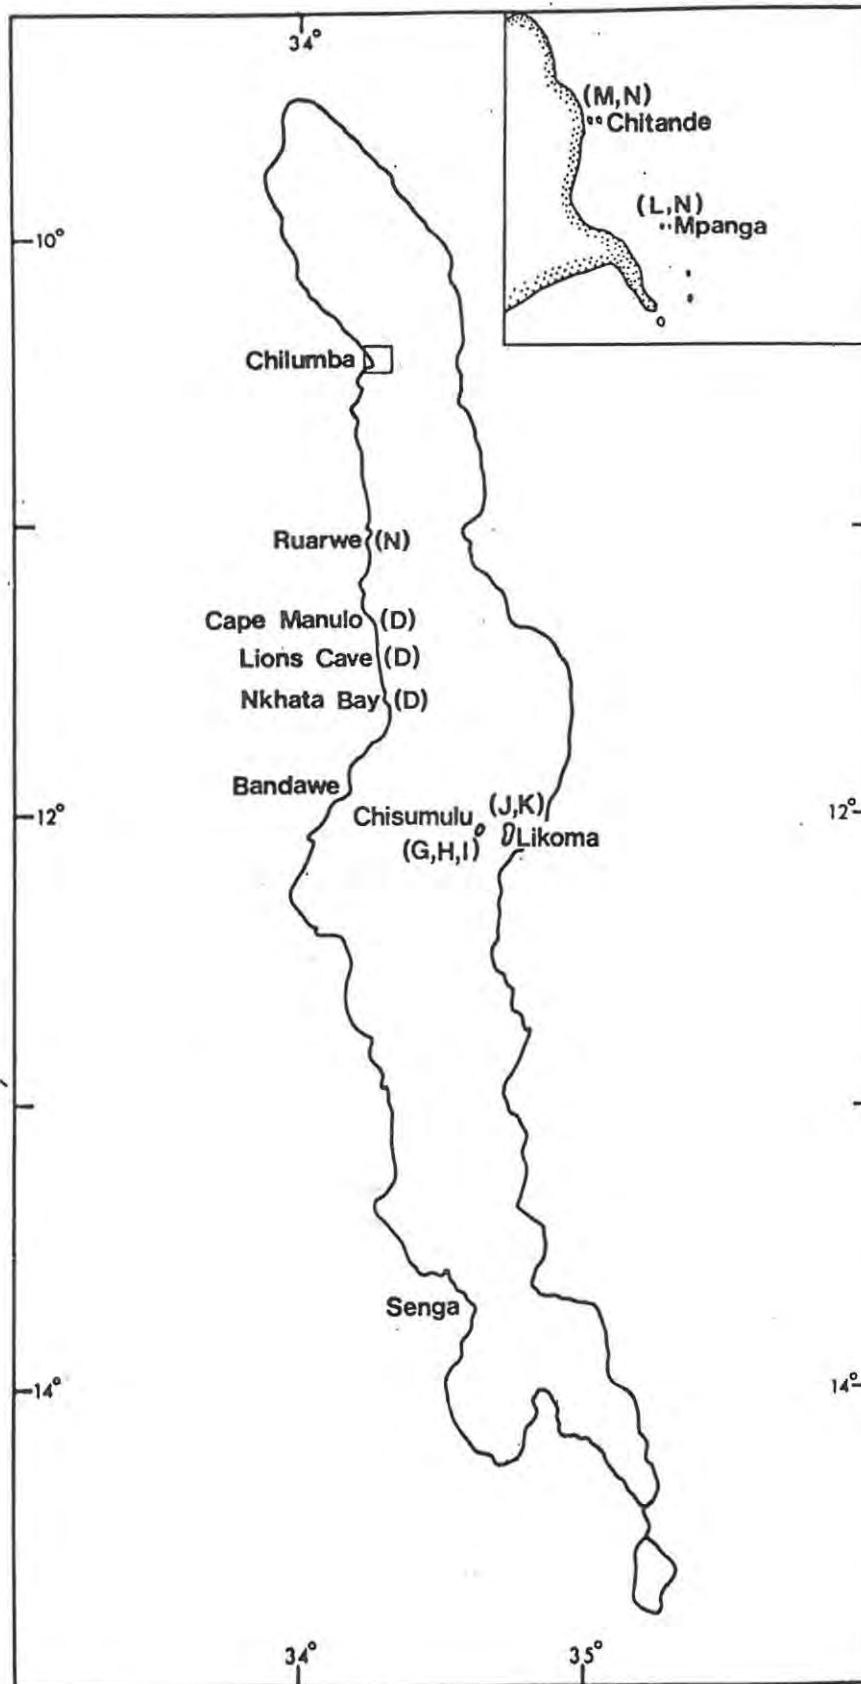 34°
(M,N)
Chitande
(L,N)
Mpanga
10°
Chilumba
Ruarwe (N)
Cape Manulo (D)
Lions Cave (D)
Nkhata Bay (D)
Bandawe
12°
Chisumulu
(G,H,I)
(J,K)
Likoma
12°
Senga
14°
14°
34°
35°